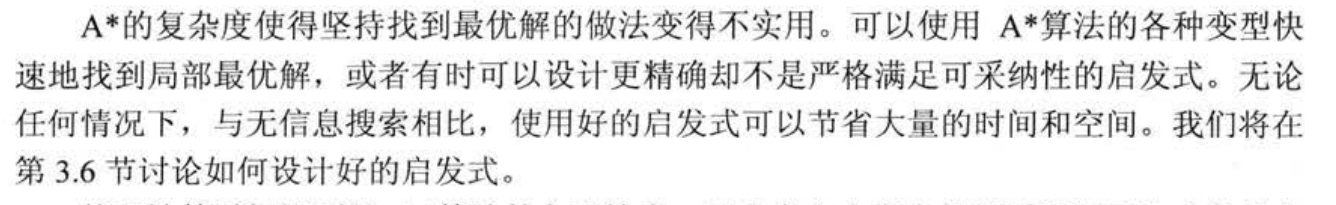 A*的复杂度使得坚持找到最优解的做法变得不实用。可以使用 A*算法的各种变型快
速地找到局部最优解，或者有时可以设计更精确却不是严格满足可采纳性的启发式。无论
任何情况下，与无信息搜索相比，使用好的启发式可以节省大量的时间和空间。我们将在
第 3.6 节讨论如何设计好的启发式。